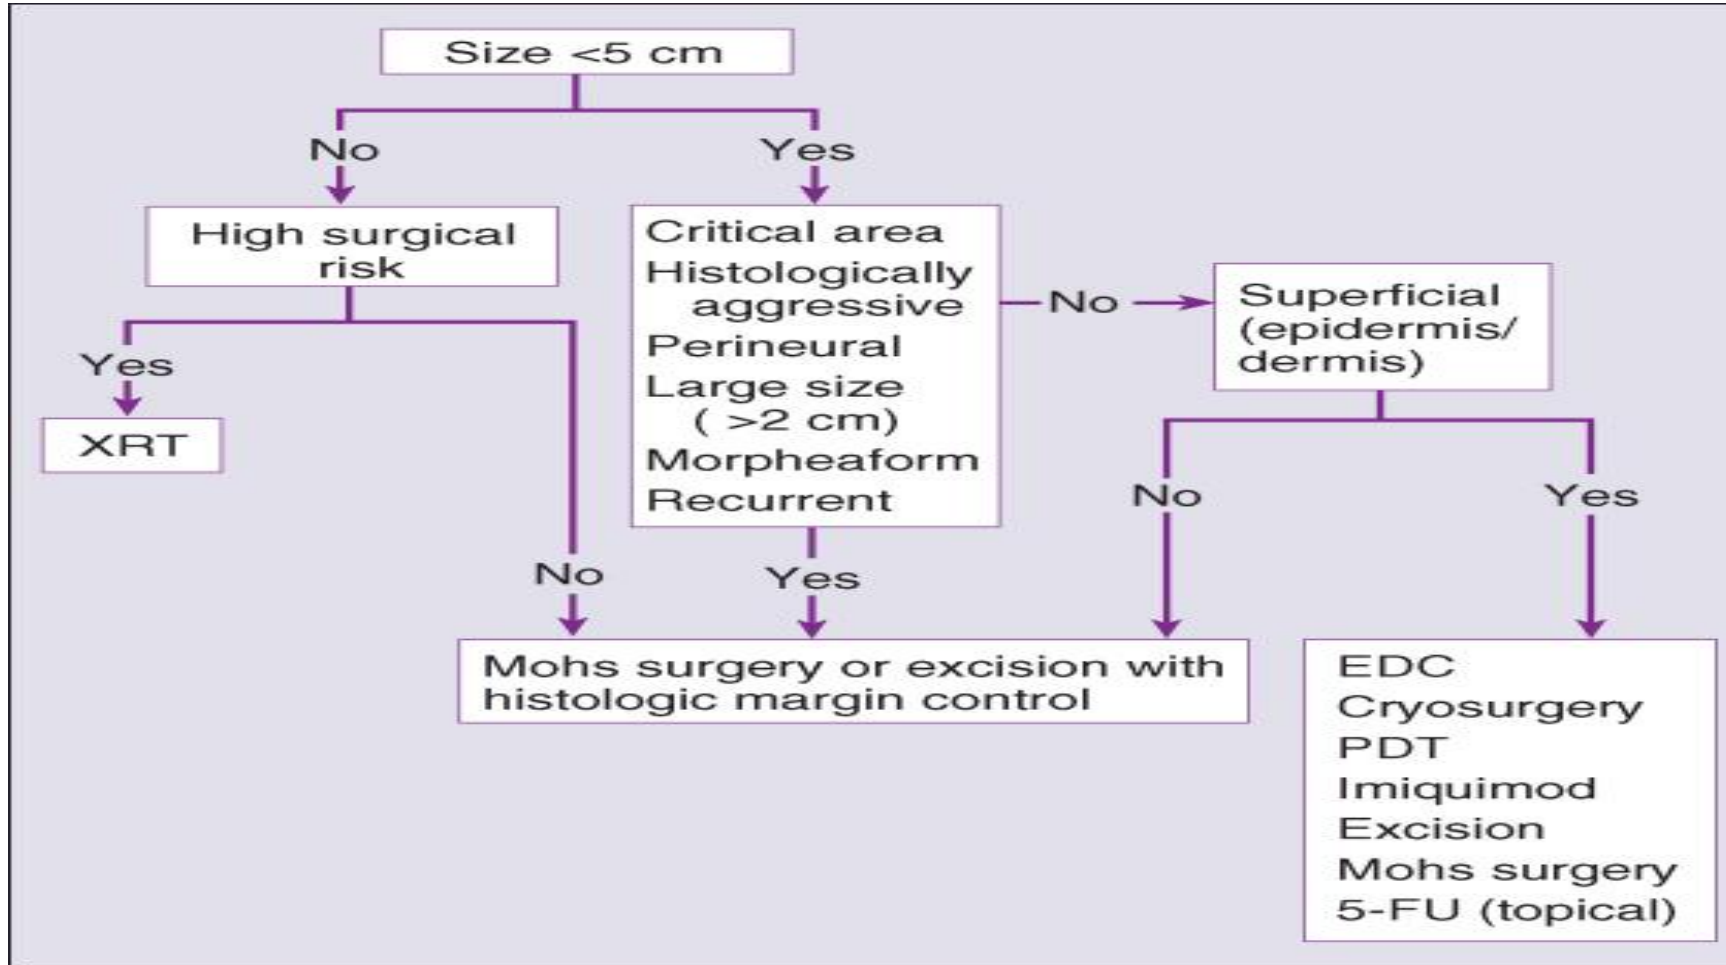 Size <5 cm
No
Yes
High surgical
risk
Critical area
Histologically
aggressive
Perineural
Large size
( >2 cm)
Morpheaform
Recurrent
No
Superficial
(epidermis/
dermis)
Yes
XRT
No
Yes
No
Yes
Mohs surgery or excision with
histologic margin control
EDC
Cryosurgery
PDT
Imiquimod
Excision
Mohs surgery
5-FU (topical)